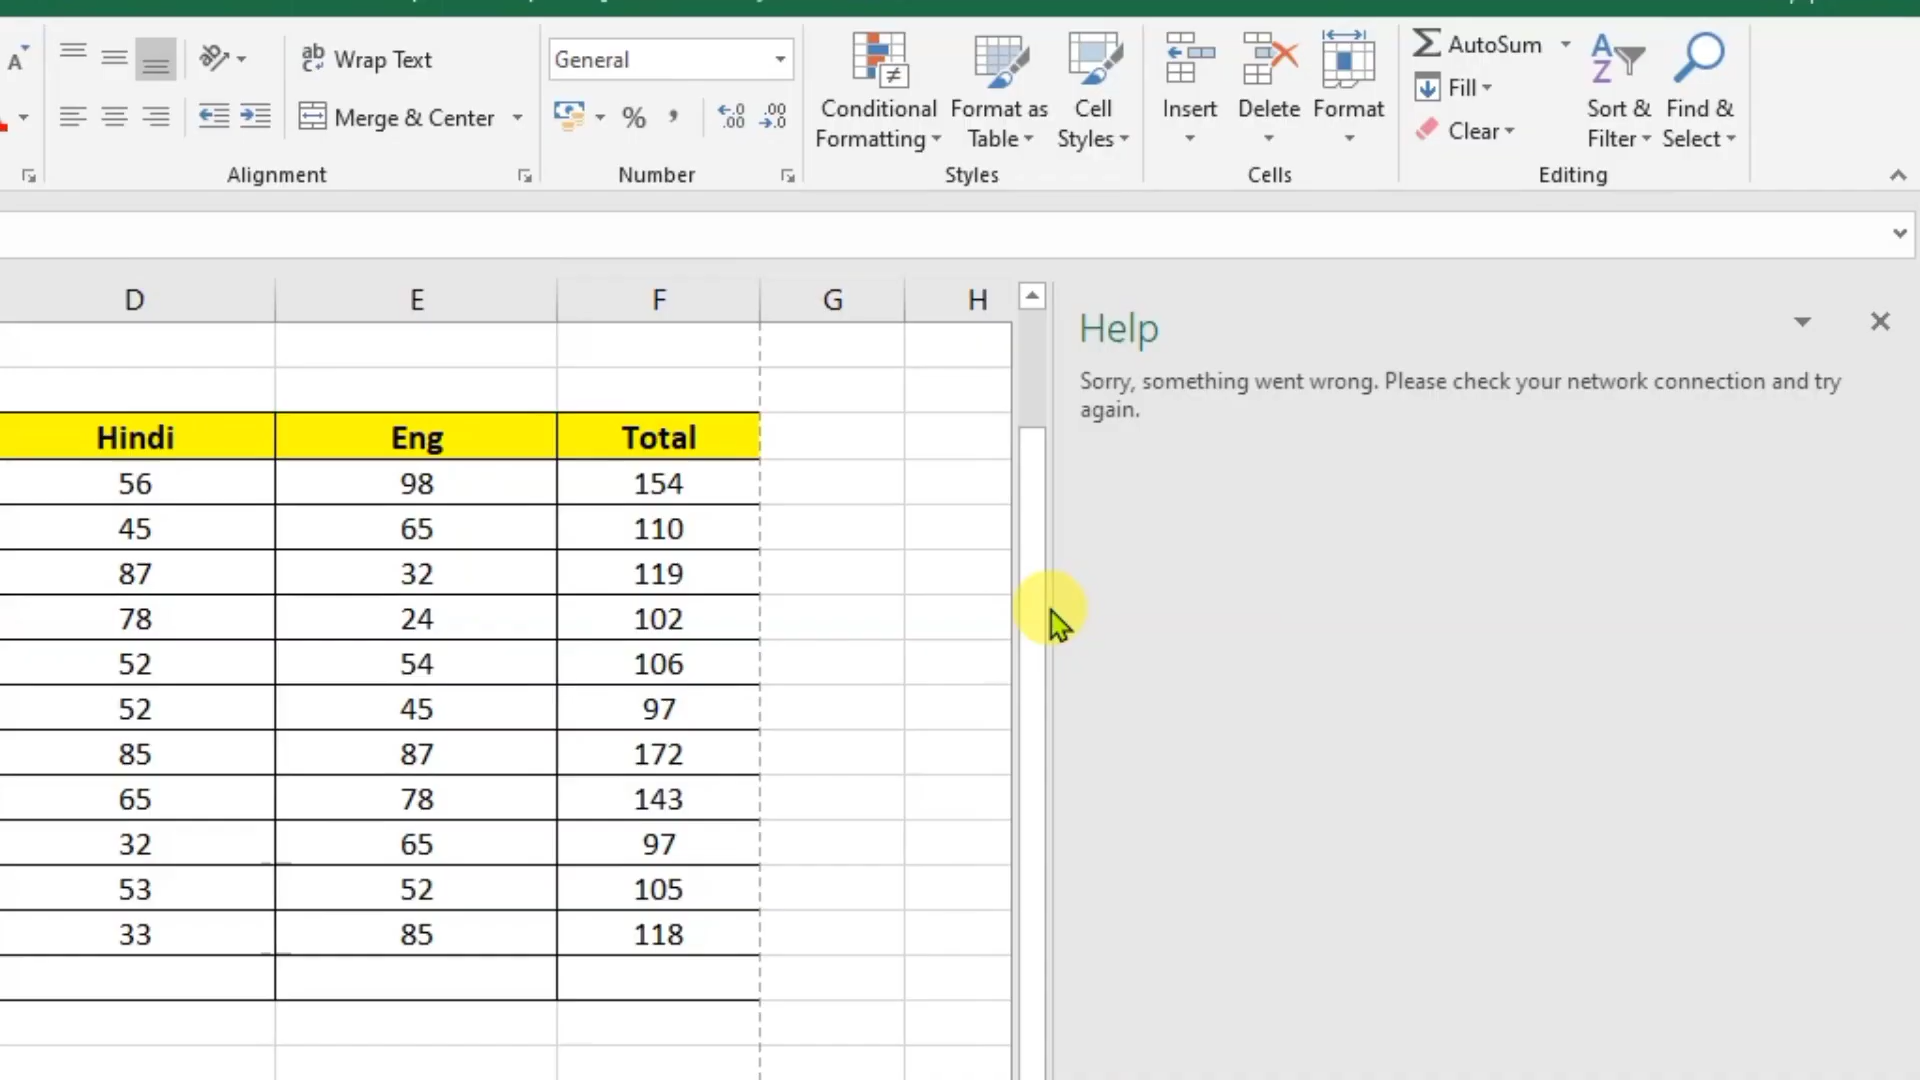 Wrap Text
General
AutoSum
Fill
Conditional Formatting
Format as Table
Cell Styles
Insert
Delete
Format
Merge & Center
%
Clear
Sort & Filter
Find & Select
Alignment
Number
Styles
Cells
Editing
D E F G H
Help
Sorry, something went wrong. Please check your network connection and try
again.
Hindi Eng Total
56 98 154
45 65 110
87 32 119
78 24 102
52 54 106
52 45 97
85 87 172
65 78 143
32 65 97
53 52 105
33 85 118